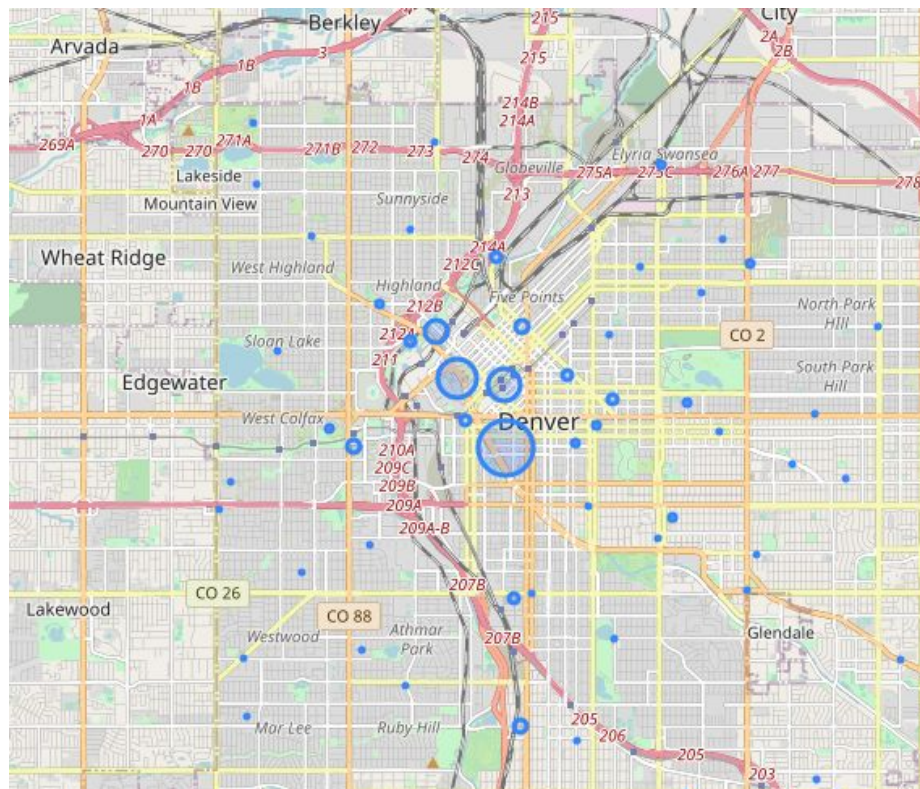 Berkley
City
Arvada
215
2A
2B
4
3
1B
1B
215
1A
214B
214A
269A
270
270
271A
271B
272
273
274
Globeville
Elyria Swansea
275A
275C
276A
277
278
Lakeside
213
Mountain View
Sunnyside
Wheat Ridge
214A
212C
West Highland
Highland
212B
Five Points
North Park
Hill
212A
CO 2
Sloan Lake
211
Edgewater
South Park
Hill
West Colfax
Denver
210A
209C
209B
209A
209A-B
207B
CO 26
Lakewood
CO 88
Westwood
Athmar
Park
207B
Glendale
Mar Lee
Ruby Hill
205
206
205
203